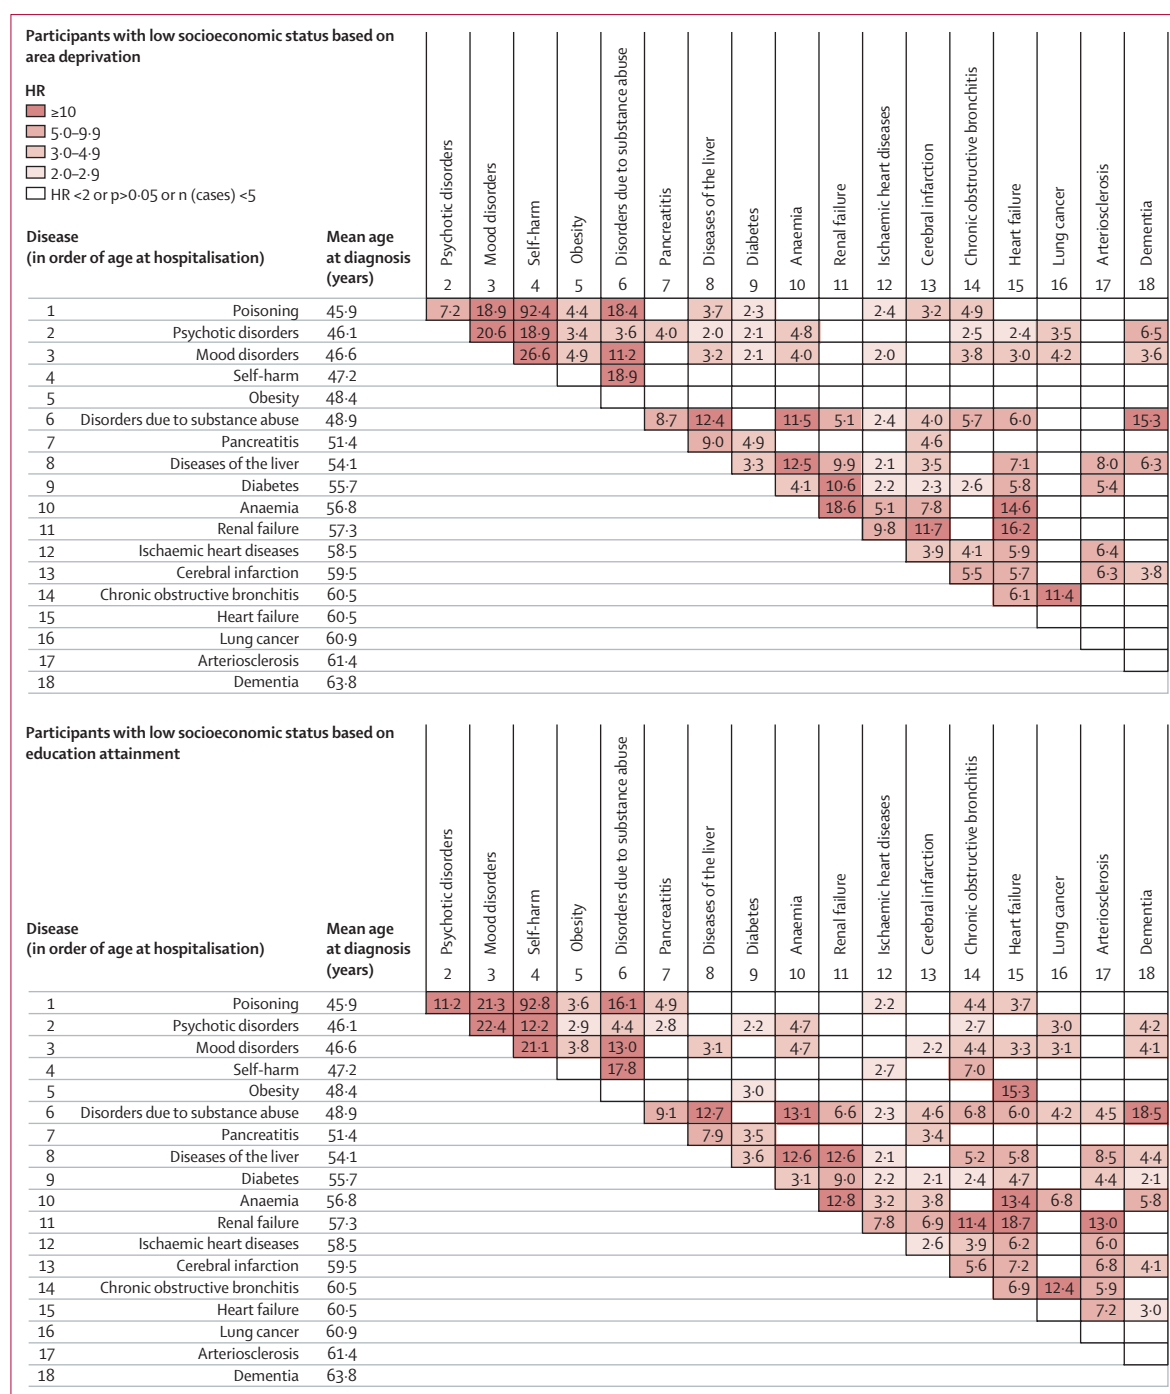 Participants with low socioeconomic status based on
area deprivation
HR
≥10
5·0–9·9
3·0–4·9
2·0–2·9
HR <2 or p>0·05 or n (cases) <5
Disease
(in order of age at hospitalisation)
Mean age
at diagnosis
(years)
Psychotic disorders
Mood disorders
Self-harm
Obesity
Disorders due to substance abuse
Pancreatitis
Diseases of the liver
Diabetes
Anaemia
Renal failure
Ischaemic heart diseases
Cerebral infarction
Chronic obstructive bronchitis
Heart failure
Lung cancer
Arteriosclerosis
Dementia
2 3 4 5 6 7 8 9 10 11 12 13 14 15 16 17 18
1 Poisoning 45·9 7·2 18·9 92·4 4·4 18·4 3·7 2·3 2·4 3·2 4·9
2 Psychotic disorders 46·1 20·6 18·9 3·4 3·6 4·0 2·0 2·1 4·8 2·5 2·4 3·5 6·5
3 Mood disorders 46·6 26·6 4·9 11·2 3·2 2·1 4·0 2·0 3·8 3·0 4·2 3·6
4 Self-harm 47·2 18·9
5 Obesity 48·4
6 Disorders due to substance abuse 48·9 8·7 12·4 11·5 5·1 2·4 4·0 5·7 6·0 15·3
7 Pancreatitis 51·4 9·0 4·9 4·6
8 Diseases of the liver 54·1 3·3 12·5 9·9 2·1 3·5 7·1 8·0 6·3
9 Diabetes 55·7 4·1 10·6 2·2 2·3 2·6 5·8 5·4
10 Anaemia 56·8 18·6 5·1 7·8 14·6
11 Renal failure 57·3 9·8 11·7 16·2
12 Ischaemic heart diseases 58·5 3·9 4·1 5·9 6·4
13 Cerebral infarction 59·5 5·5 5·7 6·3 3·8
14 Chronic obstructive bronchitis 60·5 6·1 11·4
15 Heart failure 60·5
16 Lung cancer 60·9
17 Arteriosclerosis 61·4
18 Dementia 63·8
Participants with low socioeconomic status based on
education attainment
Disease
(in order of age at hospitalisation)
Mean age
at diagnosis
(years)
Psychotic disorders
Mood disorders
Self-harm
Obesity
Disorders due to substance abuse
Pancreatitis
Diseases of the liver
Diabetes
Anaemia
Renal failure
Ischaemic heart diseases
Cerebral infarction
Chronic obstructive bronchitis
Heart failure
Lung cancer
Arteriosclerosis
Dementia
2 3 4 5 6 7 8 9 10 11 12 13 14 15 16 17 18
1 Poisoning 45·9 11·2 21·3 92·8 3·6 16·1 4·9 2·2 4·4 3·7
2 Psychotic disorders 46·1 22·4 12·2 2·9 4·4 2·8 2·2 4·7 2·7 3·0 4·2
3 Mood disorders 46·6 21·1 3·8 13·0 3·1 4·7 2·2 4·4 3·3 3·1 4·1
4 Self-harm 47·2 17·8 2·7 7·0
5 Obesity 48·4 3·0 15·3
6 Disorders due to substance abuse 48·9 9·1 12·7 13·1 6·6 2·3 4·6 6·8 6·0 4·2 4·5 18·5
7 Pancreatitis 51·4 7·9 3·5 3·4
8 Diseases of the liver 54·1 3·6 12·6 12·6 2·1 5·2 5·8 8·5 4·4
9 Diabetes 55·7 3·1 9·0 2·2 2·1 2·4 4·7 4·4 2·1
10 Anaemia 56·8 12·8 3·2 3·8 13·4 6·8 5·8
11 Renal failure 57·3 7·8 6·9 11·4 18·7 13·0
12 Ischaemic heart diseases 58·5 2·6 3·9 6·2 6·0
13 Cerebral infarction 59·5 5·6 7·2 6·8 4·1
14 Chronic obstructive bronchitis 60·5 6·9 12·4 5·9
15 Heart failure 60·5 7·2 3·0
16 Lung cancer 60·9
17 Arteriosclerosis 61·4
18 Dementia 63·8